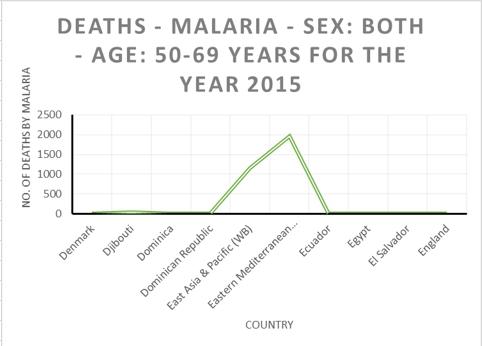 DEATHS - MALARIA - SEX: BOTH
- AGE: 50-69 YEARS FOR THE
YEAR 2015
NO. OF DEATHS BY MALARIA
2500
2000
1500
1000
500
0
Denmark
Djibouti
Dominica
Dominican Republic
East Asia & Pacific (WB)
Eastern Mediterranean...
Ecuador
Egypt
El Salvador
England
COUNTRY